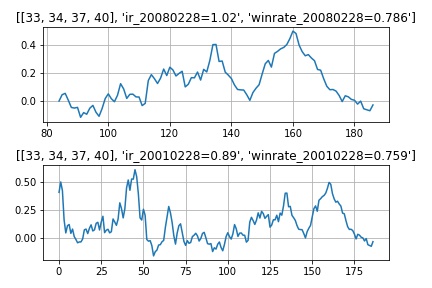 [[33, 34, 37, 40], 'ir_20080228=1.02', 'winrate_20080228=0.786']
0.4
0.2
0.0
80 100 120 140 160 180
[[33, 34, 37, 40], 'ir_20010228=0.89', 'winrate_20010228=0.759']
0.50
0.25
0.00
0 25 50 75 100 125 150 175